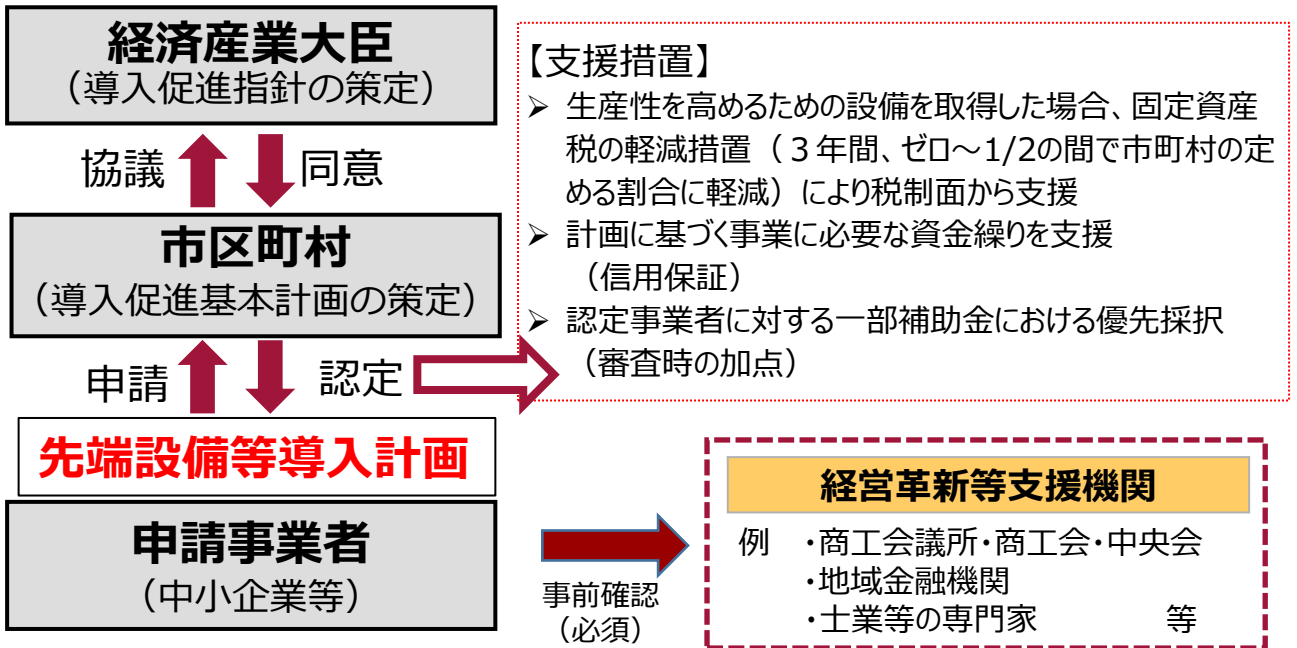 経済産業大臣
（導入促進指針の策定）
協議
同意
市区町村
（導入促進基本計画の策定）
申請
認定
先端設備等導入計画
申請事業者
（中小企業等）
【支援措置】
➢ 生産性を高めるための設備を取得した場合、固定資産
税の軽減措置（３年間、ゼロ～1/2の間で市町村の定
める割合に軽減）により税制面から支援
➢ 計画に基づく事業に必要な資金繰りを支援
（信用保証）
➢ 認定事業者に対する一部補助金における優先採択
（審査時の加点）
事前確認
（必須）
経営革新等支援機関
例 ・商工会議所・商工会・中央会
・地域金融機関
・士業等の専門家 等